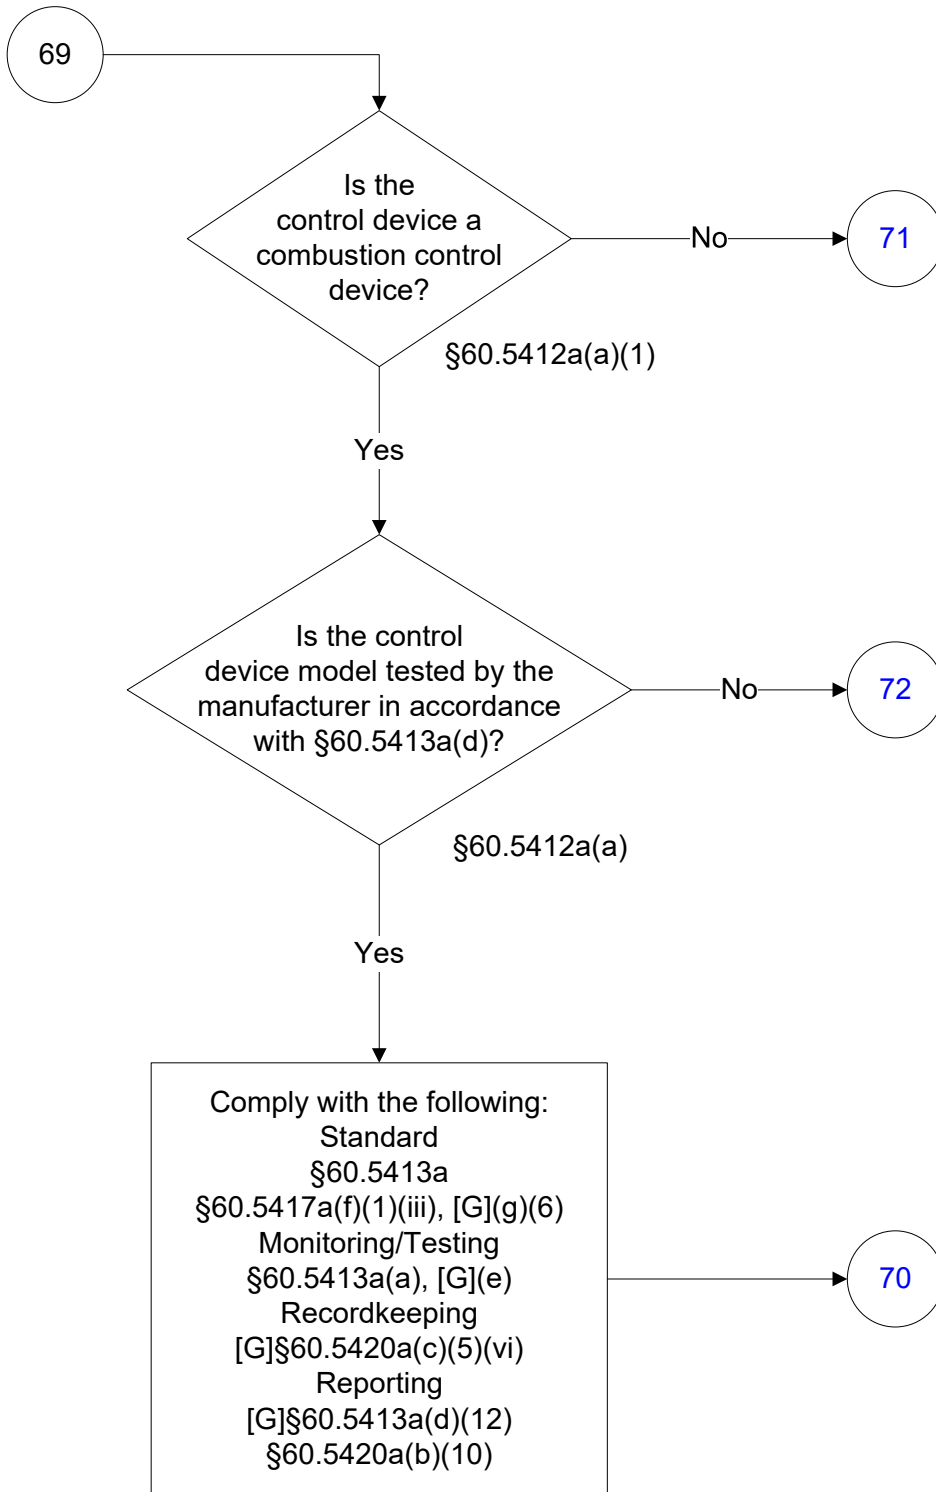 69
Is the
control device a
combustion control
device?
No
71
§60.5412a(a)(1)
Yes
Is the control
device model tested by the
manufacturer in accordance
with §60.5413a(d)?
No
72
§60.5412a(a)
Yes
Comply with the following:
Standard
§60.5413a
§60.5417a(f)(1)(iii), [G](g)(6)
Monitoring/Testing
§60.5413a(a), [G](e)
Recordkeeping
[G]§60.5420a(c)(5)(vi)
Reporting
[G]§60.5413a(d)(12)
§60.5420a(b)(10)
70